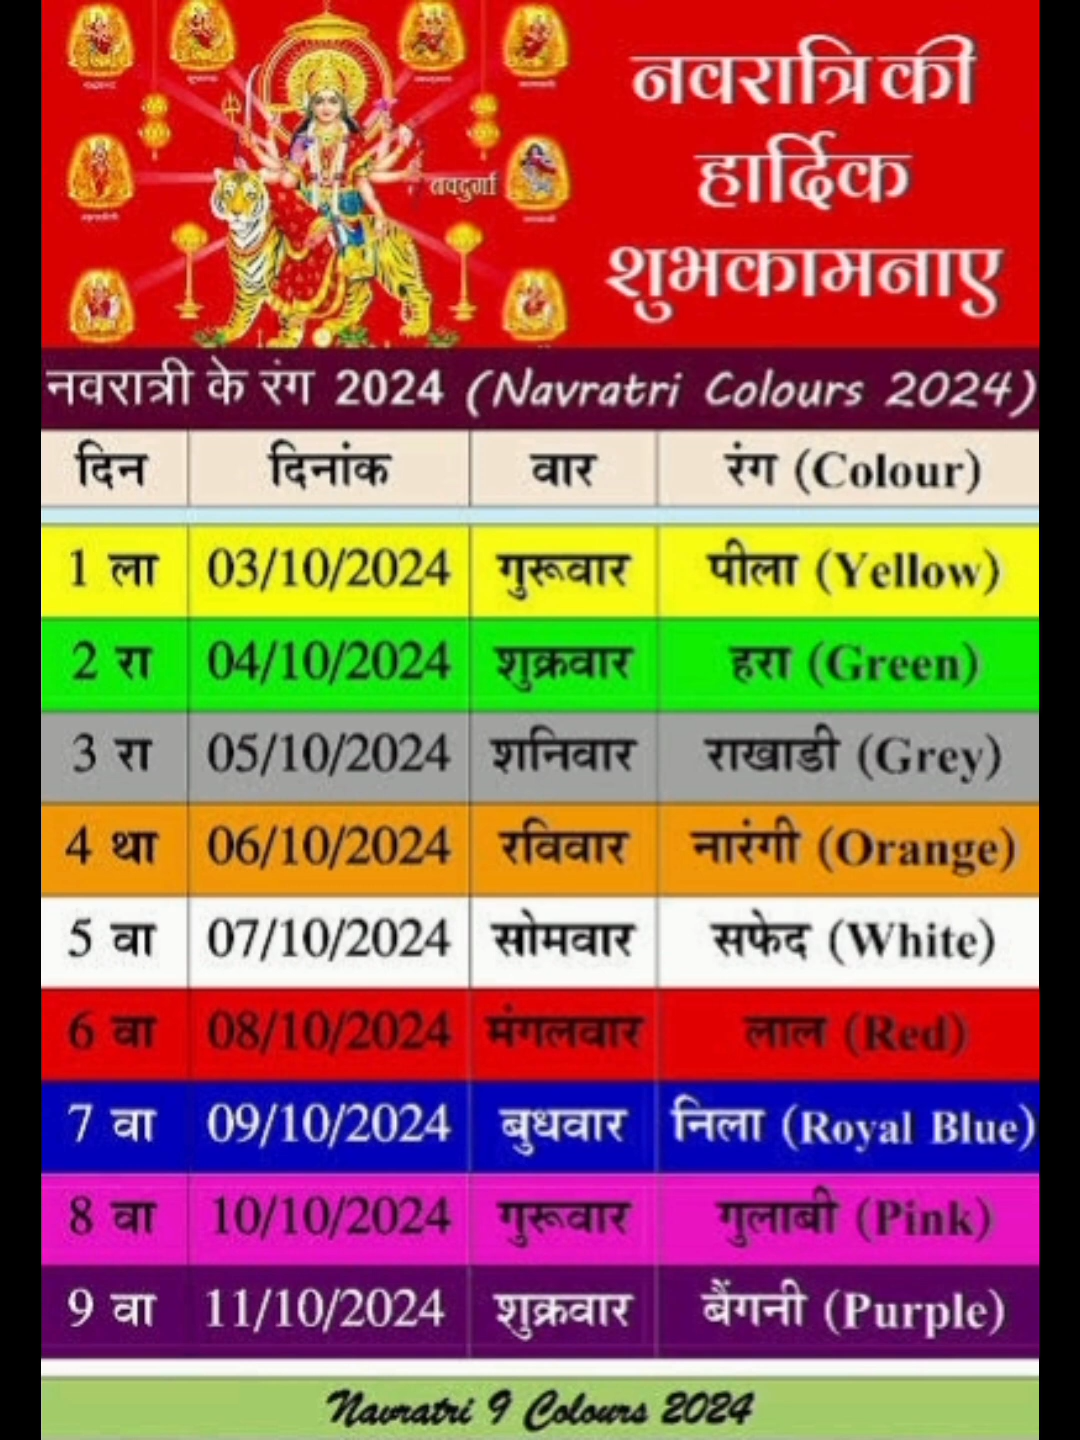 नवरात्रि की
हार्दिक
शुभकामनाए
नवदुर्गा
नवरात्री के रंग 2024 (Navratri Colours 2024)
दिन दिनांक वार रंग (Colour)
1 ला 03/10/2024 गुरूवार पीला (Yellow)
2 रा 04/10/2024 शुक्रवार हरा (Green)
3 रा 05/10/2024 शनिवार राखाडी (Grey)
4 था 06/10/2024 रविवार नारंगी (Orange)
5 वा 07/10/2024 सोमवार सफेद (White)
6 वा 08/10/2024 मंगलवार लाल (Red)
7 वा 09/10/2024 बुधवार निला (Royal Blue)
8 वा 10/10/2024 गुरूवार गुलाबी (Pink)
9 वा 11/10/2024 शुक्रवार बैंगनी (Purple)
Navratri 9 Colours 2024